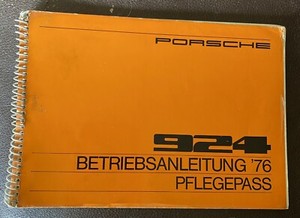 PORSCHE
924
BETRIEBSANLEITUNG '76
PFLEGEPASS